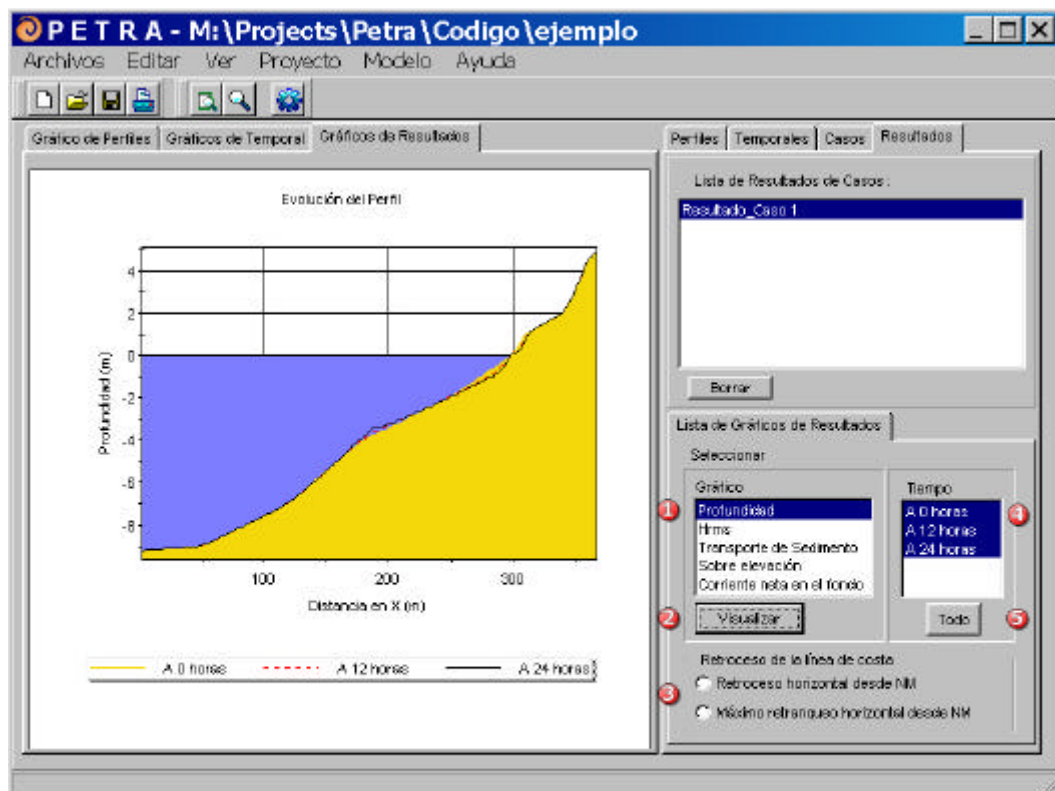 P E T R A - M:\Projects\Petra\Codigo\ejemplo
Archivos Editar Ver Proyecto Modelo Ayuda
Gráfico de Perfiles Gráficos de Temporal Gráficos de Resultados
Evolución del Perfil
Profundidad (m)
4
2
0
-2
-4
-6
-8
100 200 300
Distancia en X (m)
A 0 horas A 12 horas A 24 horas
Perfiles Temporales Casos Resultados
Lista de Resultados de Casos :
Resultado_Caso 1
Borrar
Lista de Gráficos de Resultados
Seleccionar
Gráfico
1
Profundidad
Hrms
Transporte de Sedimento
Sobre elevación
Corriente neta en el fondo
2
Visualizar
Tiempo
A 0 horas
A 12 horas
A 24 horas
4
Todo
5
Retroceso de la línea de costa
3
Retroceso horizontal desde NM
Máximo retranqueo horizontal desde NM